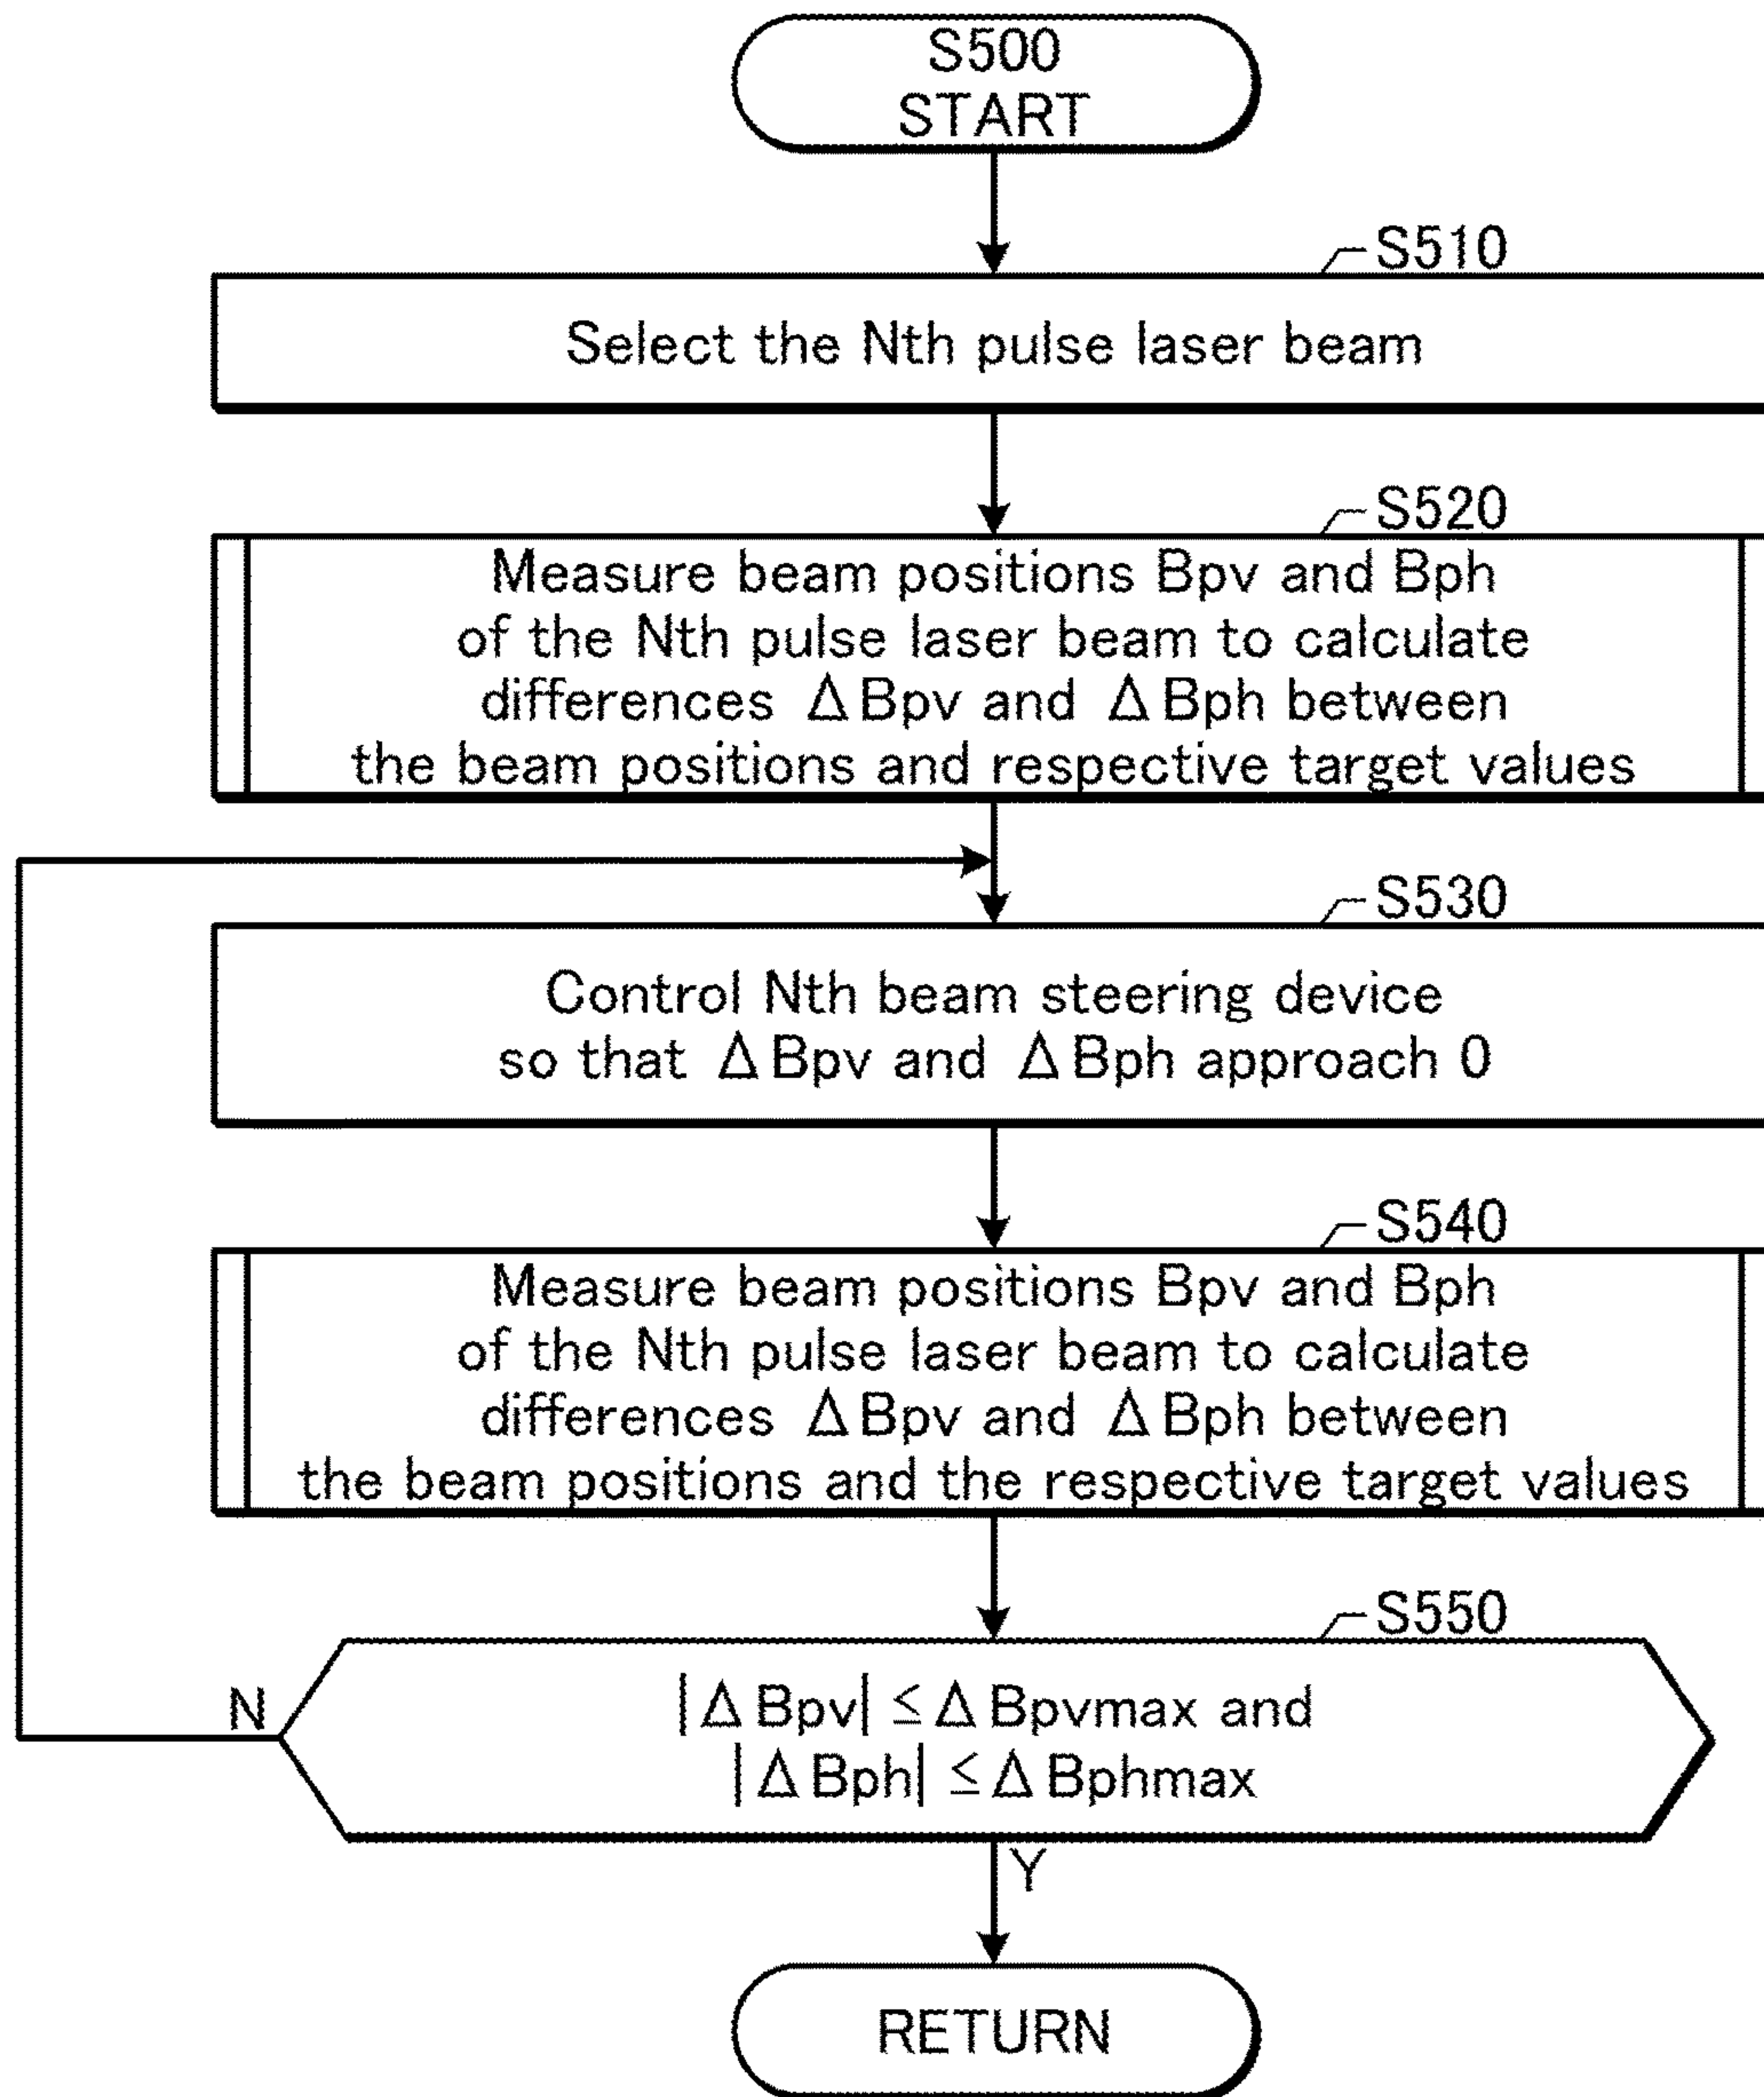 S500
START
S510
Select the Nth pulse laser beam
S520
Measure beam positions Bpv and Bph
of the Nth pulse laser beam to calculate
differences ΔBpv and ΔBph between
the beam positions and respective target values
S530
Control Nth beam steering device
so that ΔBpv and ΔBph approach 0
S540
Measure beam positions Bpv and Bph
of the Nth pulse laser beam to calculate
differences ΔBpv and ΔBph between
the beam positions and the respective target values
S550
N
|ΔBpv| ≦ ΔBpvmax and
|ΔBph| ≦ ΔBphmax
Y
RETURN